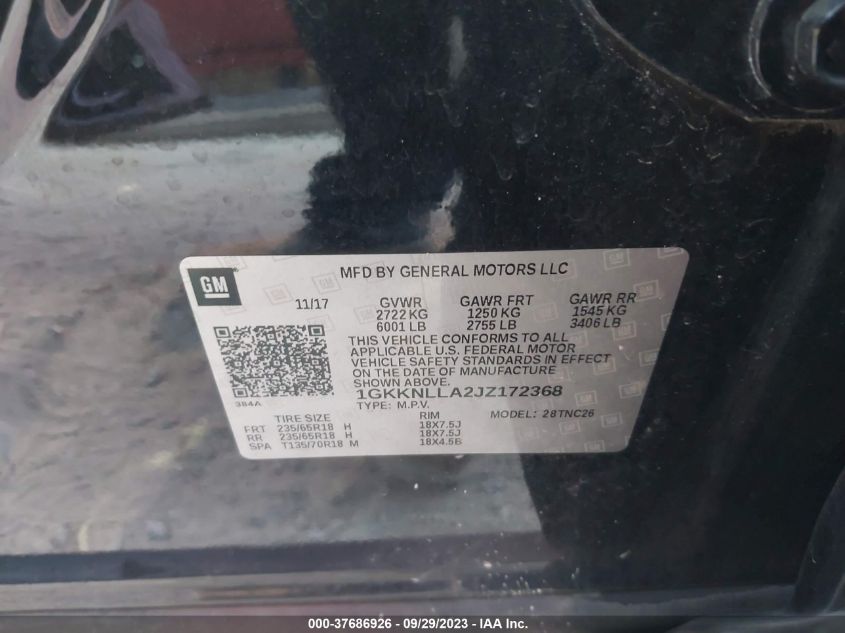 GM
MFD BY GENERAL MOTORS LLC
11/17 GVWR GAWR FRT GAWR RR
2722 KG 1250 KG 1545 KG
6001 LB 2755 LB 3406 LB
THIS VEHICLE CONFORMS TO ALL
APPLICABLE U.S. FEDERAL MOTOR
VEHICLE SAFETY STANDARDS IN EFFECT
ON THE DATE OF MANUFACTURE
SHOWN ABOVE.
1GKKNLLA2JZ172368
384A
TYPE: M.P.V. MODEL: 28TNC26
TIRE SIZE RIM
FRT 235/65R18 H 18X7.5J
RR 235/65R18 H 18X7.5J
SPA T135/70R18 M 18X4.5B
000-37686926 - 09/29/2023 - IAA Inc.